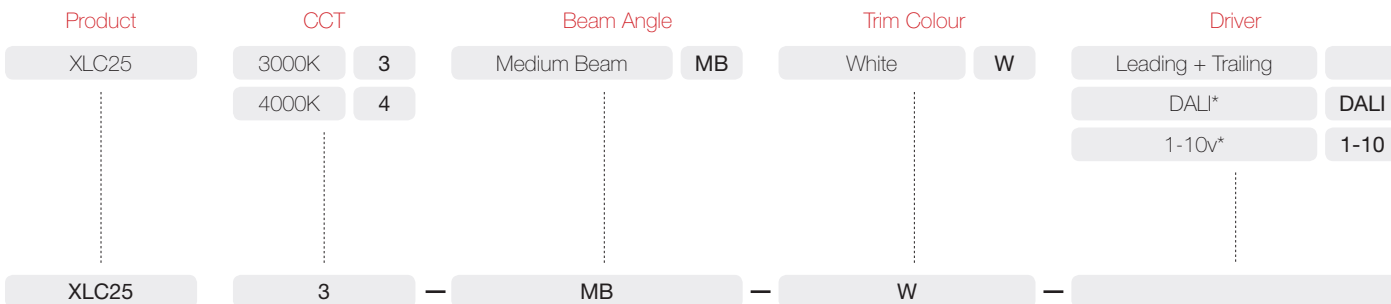 Product CCT Beam Angle Trim Colour Driver
XLC25 3000K 3 Medium Beam MB White W Leading + Trailing
4000K 4 DALI* DALI
1-10v* 1-10
XLC25 3 — MB — W —